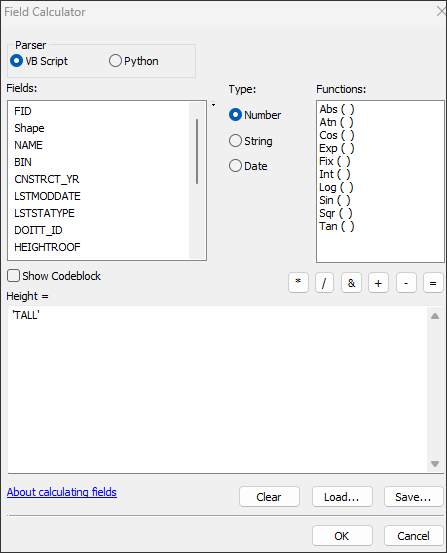 Field Calculator
Parser
VB Script
Python
Fields:
Type:
Functions:
FID
Shape
NAME
BIN
CNSTRCT_YR
LSTMODDATE
LSTSTATYPE
DOITT_ID
HEIGHTROOF
Number
String
Date
Abs ( )
Atn ( )
Cos ( )
Exp ( )
Fix ( )
Int ( )
Log ( )
Sin ( )
Sqr ( )
Tan ( )
Show Codeblock
* / & + - =
Height =
'TALL'
About calculating fields
Clear
Load...
Save...
OK
Cancel